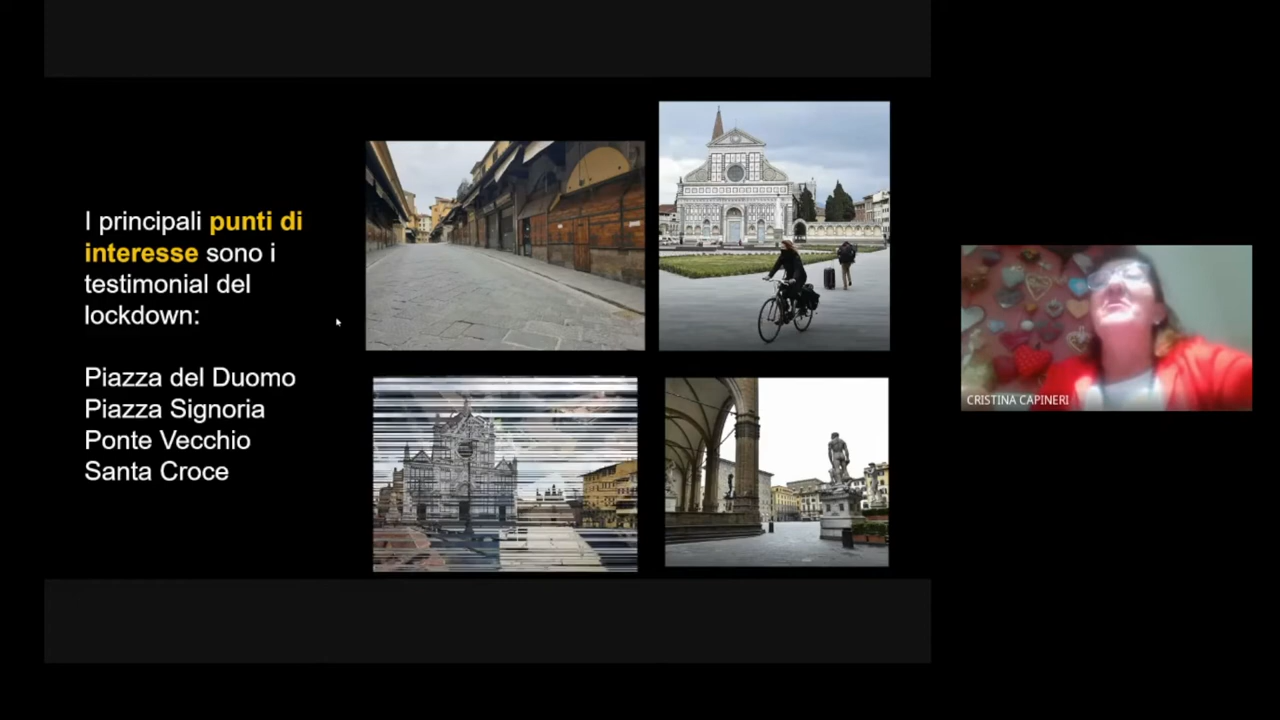 I principali punti di
interesse sono i
testimonial del
lockdown:
Piazza del Duomo
Piazza Signoria
Ponte Vecchio
Santa Croce
CRISTINA CAPINERI